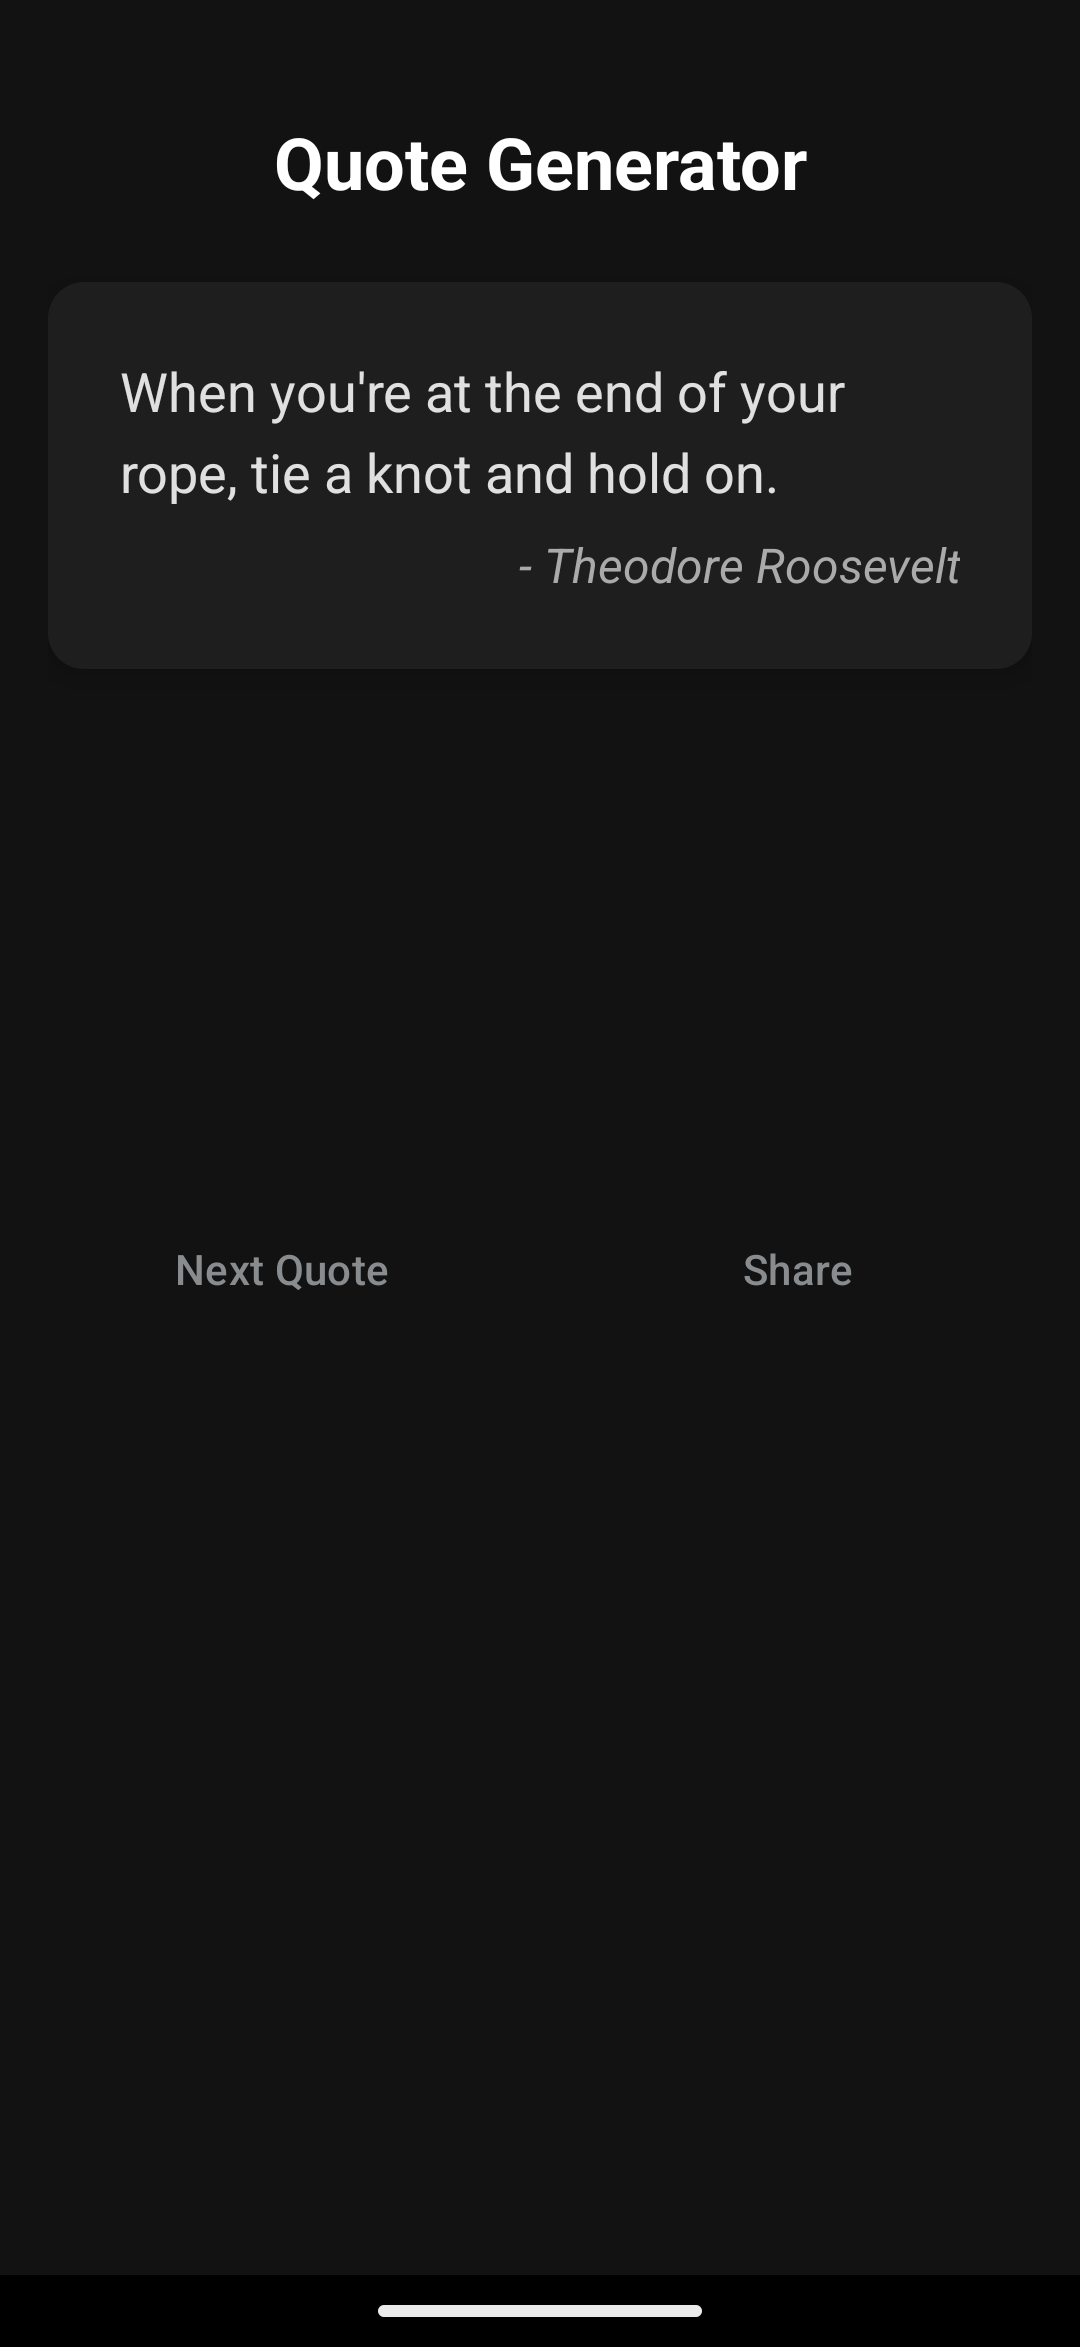 Quote Generator
When you're at the end of your
rope, tie a knot and hold on.
- Theodore Roosevelt
Next Quote
Share